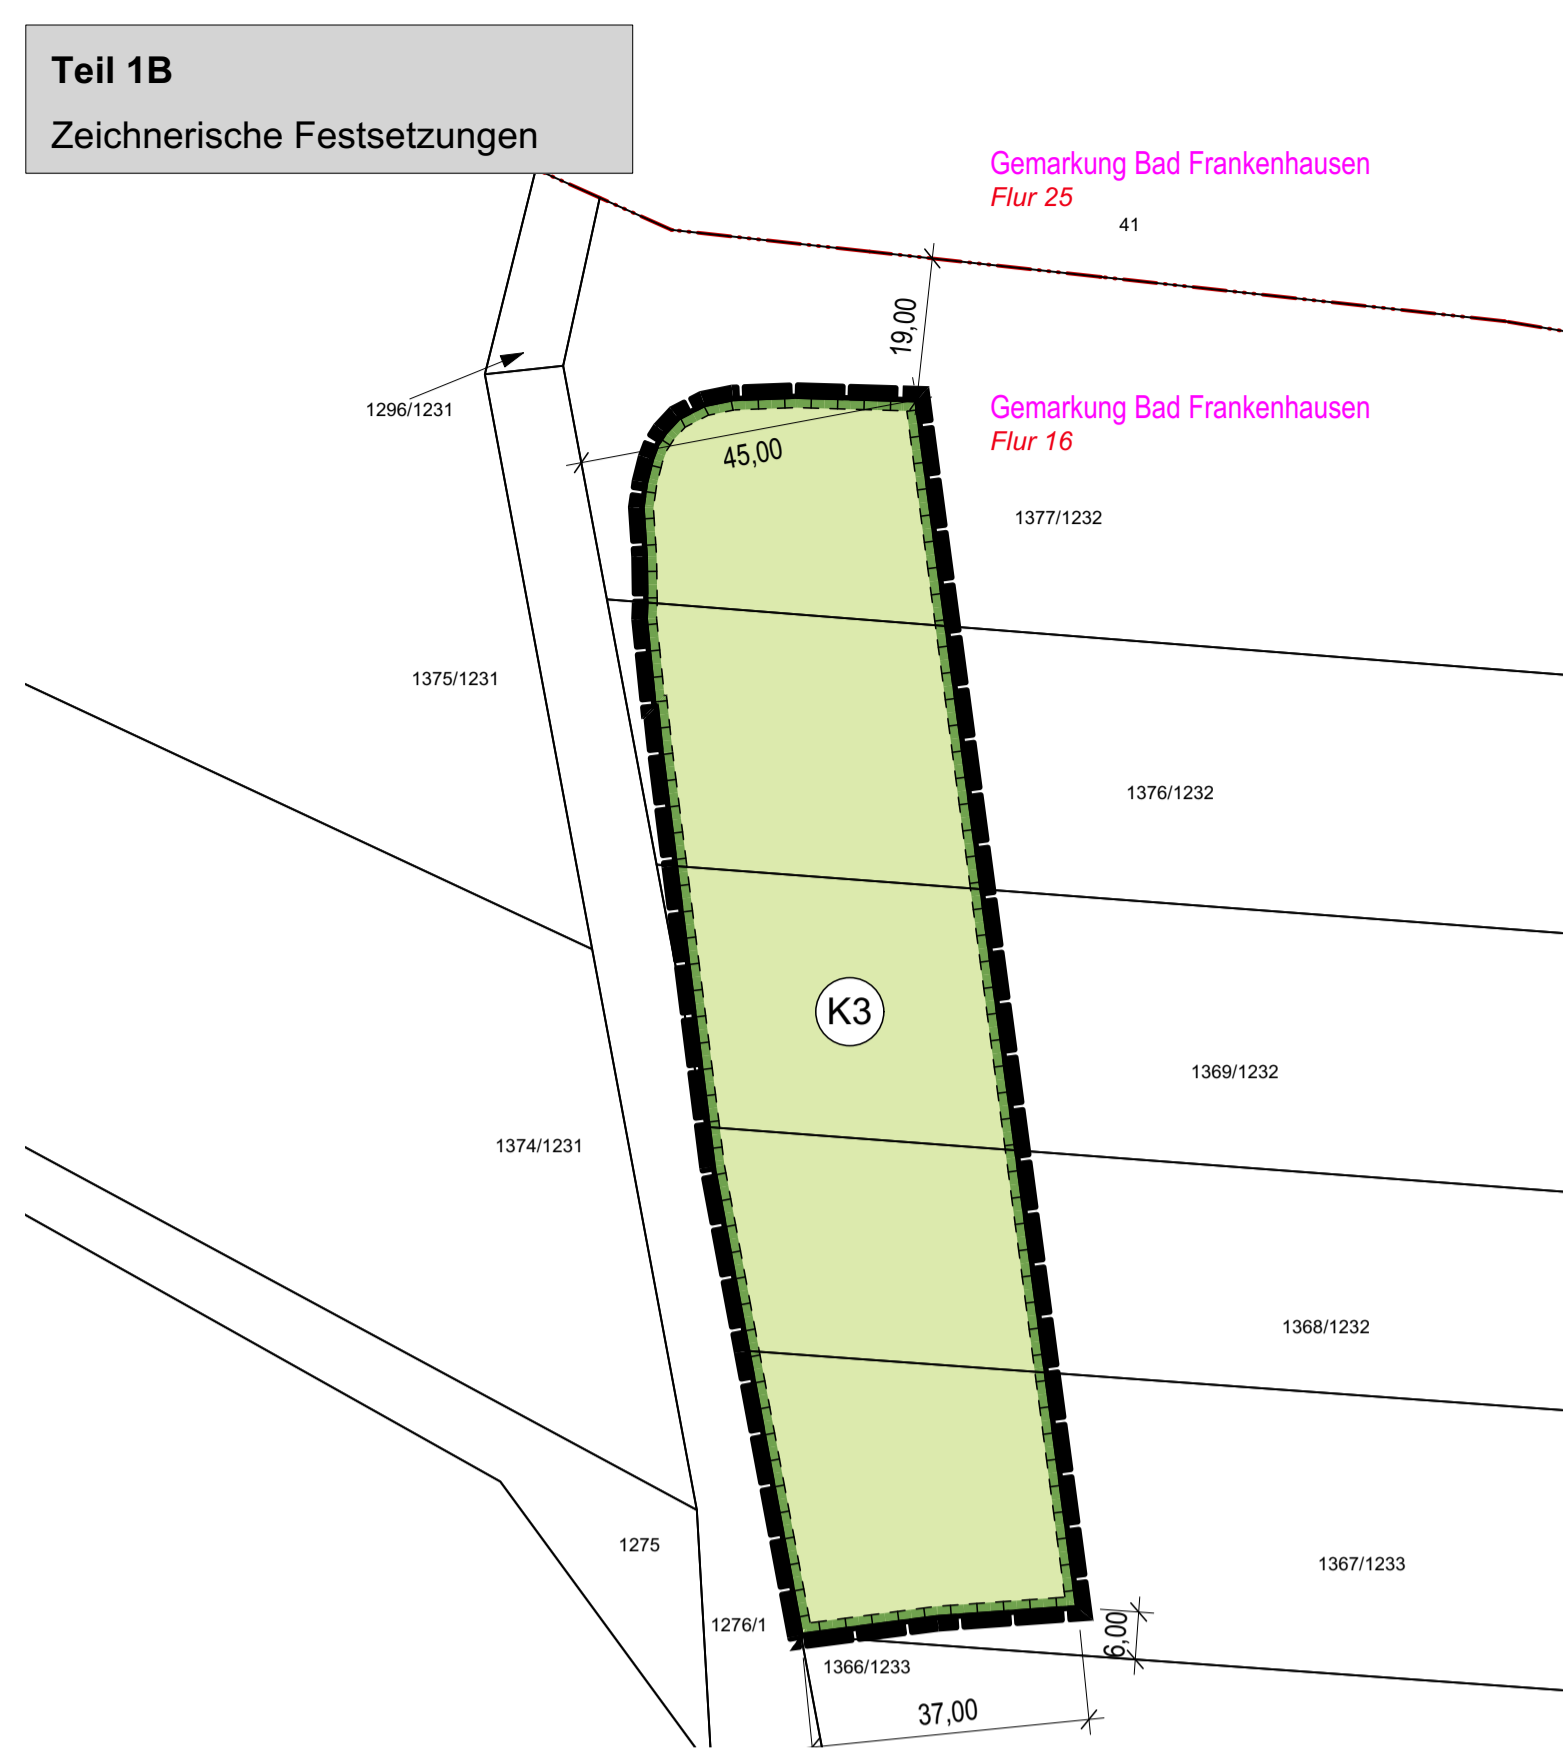 Teil 1B
Zeichnerische Festsetzungen
Gemarkung Bad Frankenhausen
Flur 25
41
19,00
1296/1231
Gemarkung Bad Frankenhausen
Flur 16
45,00
1377/1232
1375/1231
1376/1232
K3
1369/1232
1374/1231
1368/1232
1275
1367/1233
1276/1
6,00
1366/1233
37,00